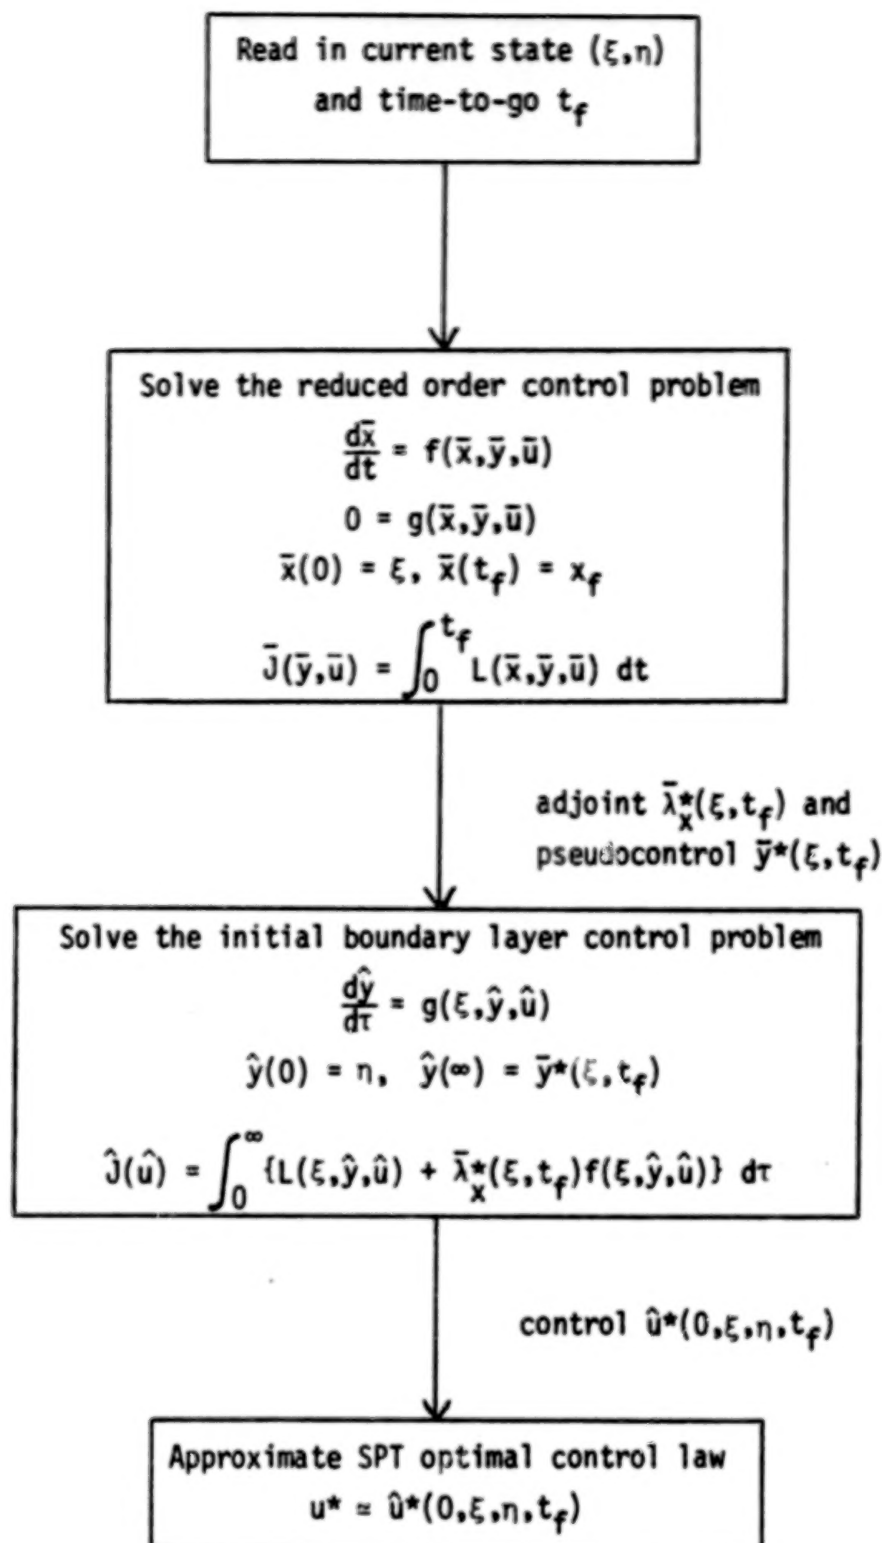 Read in current state (ξ,η)
and time-to-go t_f
Solve the reduced order control problem
dx̄/dt = f(x̄,ȳ,ū)
0 = g(x̄,ȳ,ū)
x̄(0) = ξ, x̄(t_f) = x_f
J̄(ȳ,ū) = ∫_0^{t_f} L(x̄,ȳ,ū) dt
adjoint λ̄*_x(ξ,t_f) and
pseudocontrol ȳ*(ξ,t_f)
Solve the initial boundary layer control problem
dŷ/dτ = g(ξ,ŷ,û)
ŷ(0) = η, ŷ(∞) = ȳ*(ξ,t_f)
Ĵ(û) = ∫_0^∞ {L(ξ,ŷ,û) + λ̄*_x(ξ,t_f)f(ξ,ŷ,û)} dτ
control û*(0,ξ,η,t_f)
Approximate SPT optimal control law
u* ≃ û*(0,ξ,η,t_f)